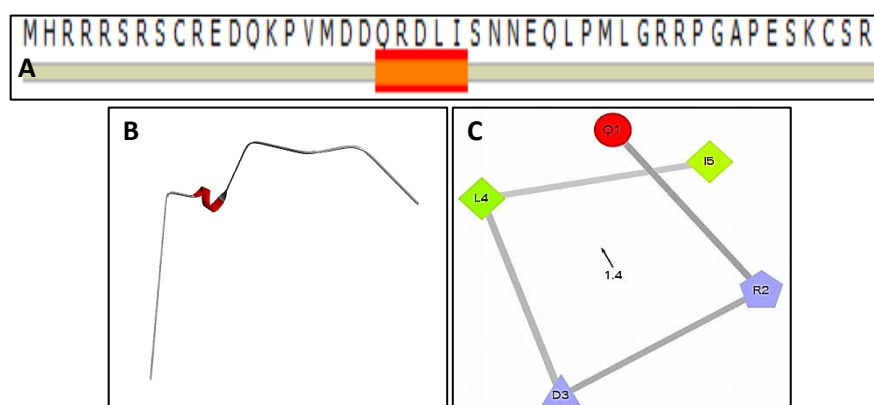 MHRRRSRSCREDQKPVMDDQRDLISNNEQLPMLGRRPGAPESKCSR
A
B
C
Q1
I5
L4
1.4
R2
D3